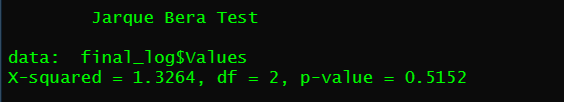 Jarque Bera Test
data: final_log$Values
X-squared = 1.3264, df = 2, p-value = 0.5152